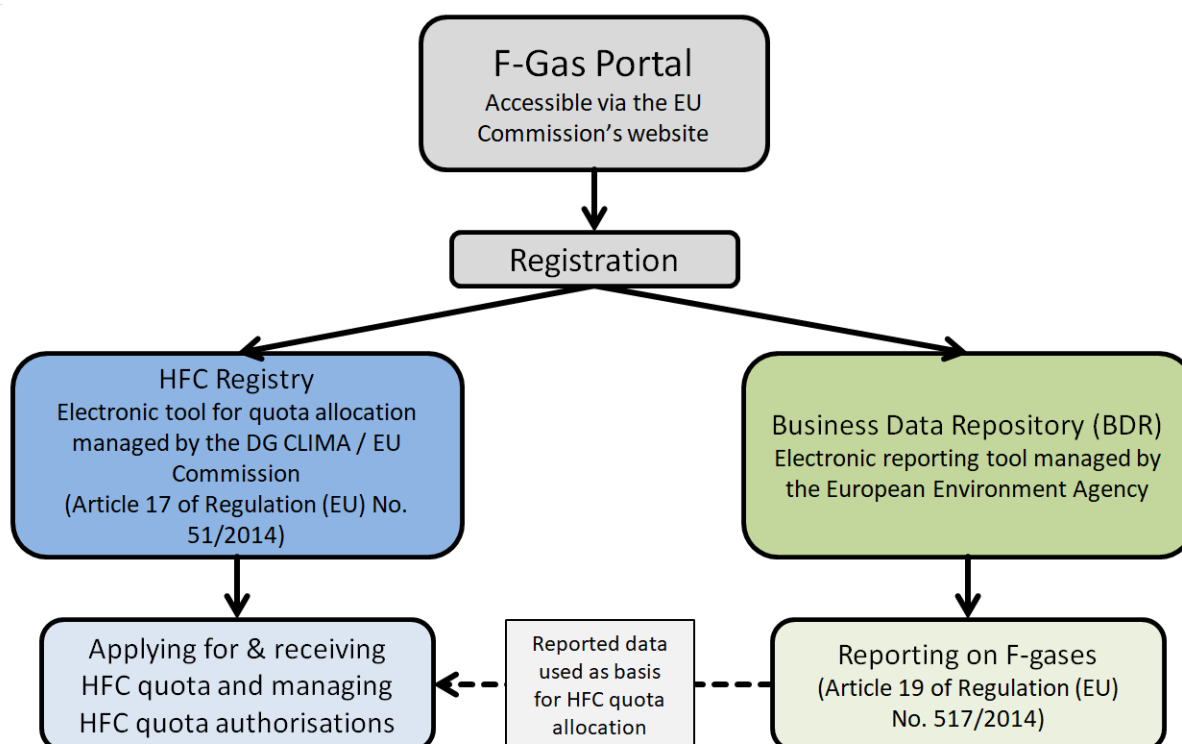 F-Gas Portal
Accessible via the EU
Commission's website
Registration
HFC Registry
Electronic tool for quota allocation
managed by the DG CLIMA / EU
Commission
(Article 17 of Regulation (EU) No.
51/2014)
Business Data Repository (BDR)
Electronic reporting tool managed by
the European Environment Agency
Applying for & receiving
HFC quota and managing
HFC quota authorisations
Reported data
used as basis
for HFC quota
allocation
Reporting on F-gases
(Article 19 of Regulation (EU)
No. 517/2014)